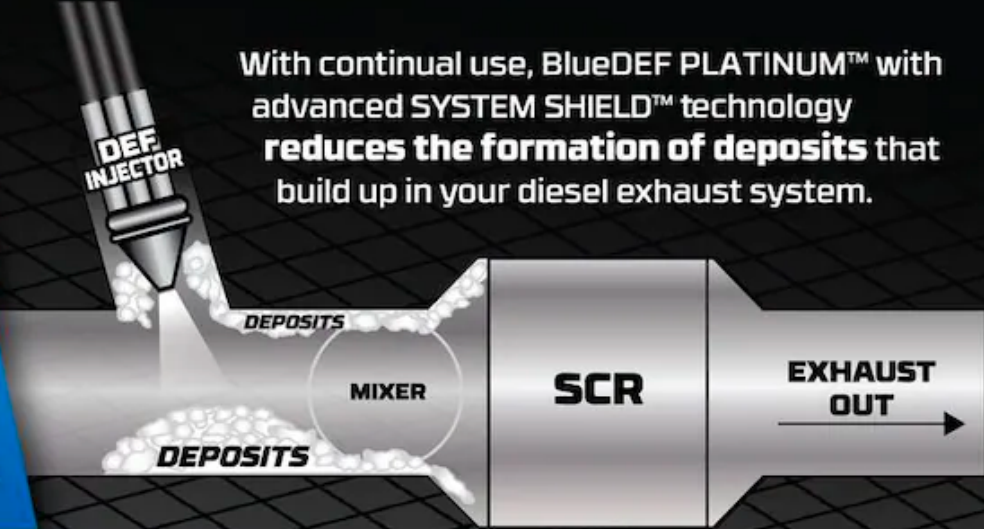 With continual use, BlueDEF PLATINUM™ with
advanced SYSTEM SHIELD™ technology
reduces the formation of deposits that
build up in your diesel exhaust system.
DEF
INJECTOR
DEPOSITS
MIXER
SCR
EXHAUST
OUT
DEPOSITS